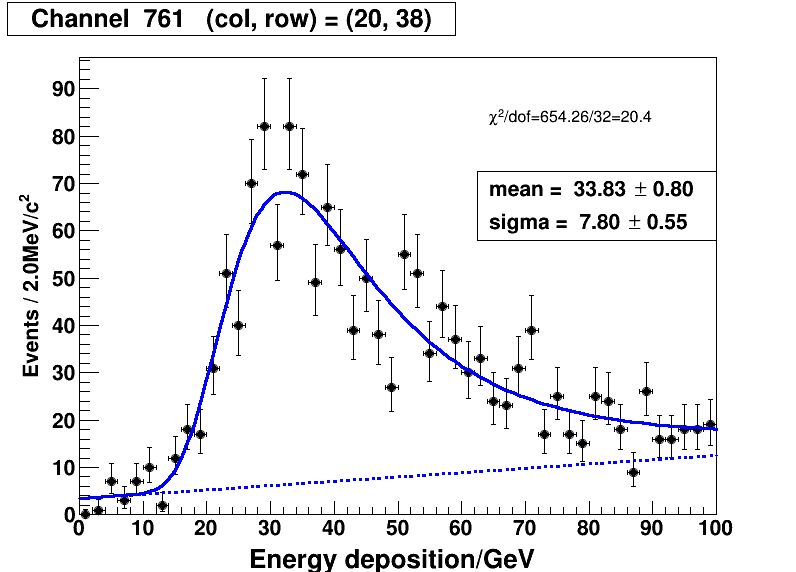 Channel  761   (col, row) = (20, 38)
χ²/dof=654.26/32=20.4
mean =  33.83 ± 0.80
sigma =  7.80 ± 0.55
Events / 2.0MeV/c²
90
80
70
60
50
40
30
20
10
0
0 10 20 30 40 50 60 70 80 90 100
Energy deposition/GeV